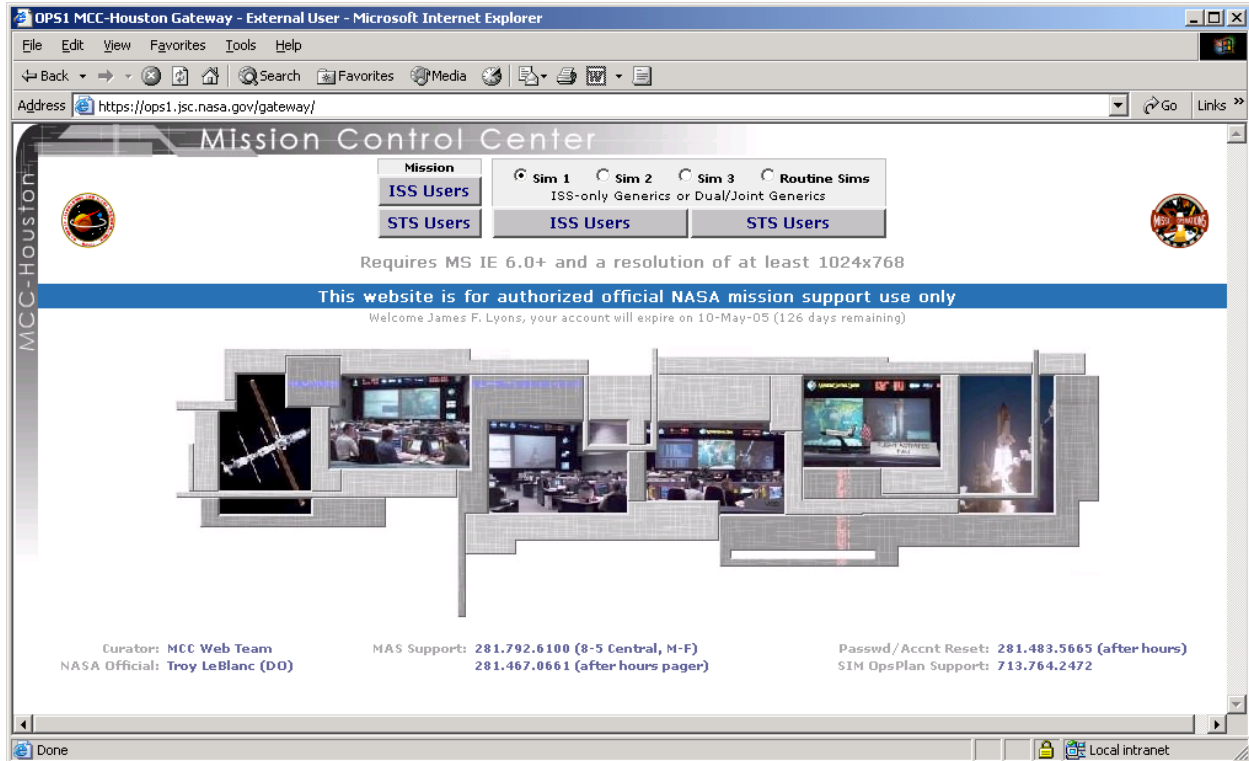 OPS1 MCC-Houston Gateway - External User - Microsoft Internet Explorer
File Edit View Favorites Tools Help
Back Search Favorites Media
Address https://ops1.jsc.nasa.gov/gateway/ Go Links »
Mission Control Center
MCC-Houston
Mission
ISS Users
STS Users
Sim 1 Sim 2 Sim 3 Routine Sims
ISS-only Generics or Dual/Joint Generics
ISS Users STS Users
Requires MS IE 6.0+ and a resolution of at least 1024x768
This website is for authorized official NASA mission support use only
Welcome James F. Lyons, your account will expire on 10-May-05 (126 days remaining)
Curator: MCC Web Team MAS Support: 281.792.6100 (8-5 Central, M-F) Passwd/Accnt Reset: 281.483.5665 (after hours)
NASA Official: Troy LeBlanc (DO) 281.467.0661 (after hours pager) SIM OpsPlan Support: 713.764.2472
Done Local intranet